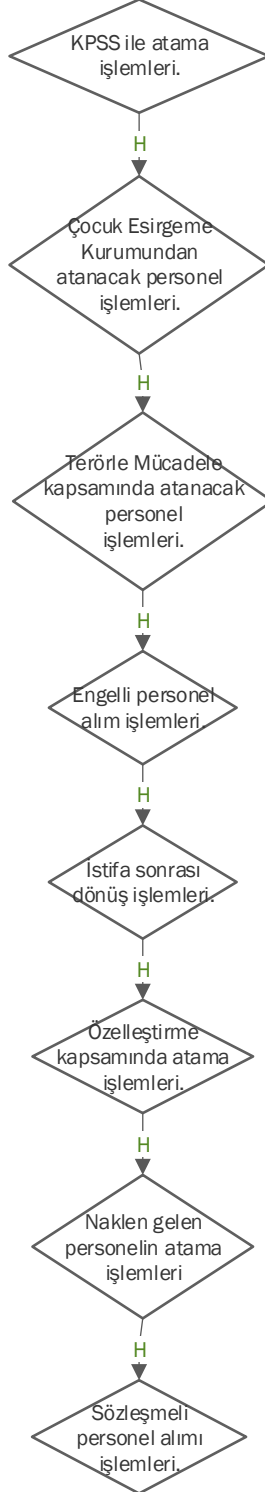 KPSS ile atama
işlemleri.
H
Çocuk Esirgeme
Kurumundan
atanacak personel
işlemleri.
H
Terörle Mücadele
kapsamında atanacak
personel
işlemleri.
H
Engelli personel
alım işlemleri.
H
İstifa sonrası
dönüş işlemleri.
H
Özelleştirme
kapsamında atama
işlemleri.
H
Naklen gelen
personelin atama
işlemleri
H
Sözleşmeli
personel alımı
işlemleri.